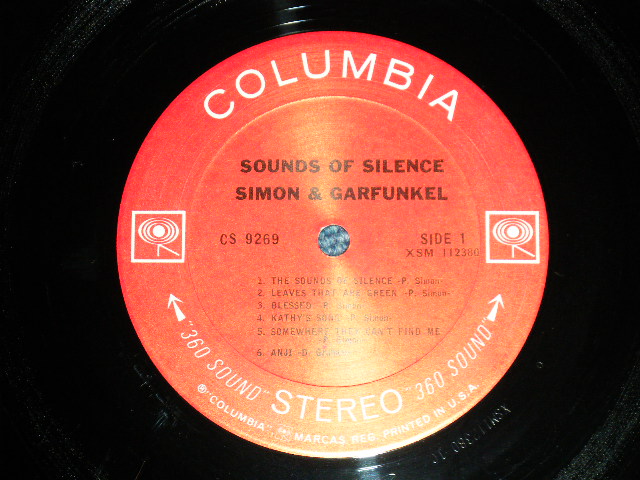 COLUMBIA
SOUNDS OF SILENCE
SIMON & GARFUNKEL
CS 9269
SIDE 1
XSM 112380
1. THE SOUNDS OF SILENCE -P. Simon-
2. LEAVES THAT ARE GREEN -P. Simon-
3. BLESSED -P. Simon-
4. KATHY'S SONG -P. Simon-
5. SOMEWHERE THEY CAN'T FIND ME
6. ANJI -D.
"360 SOUND" STEREO "360 SOUND"
® "COLUMBIA" MARCAS REG. PRINTED IN U.S.A.